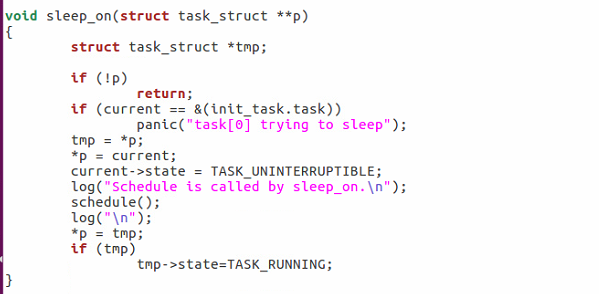 void sleep_on(struct task_struct **p)
{
        struct task_struct *tmp;

        if (!p)
                return;
        if (current == &(init_task.task))
                panic("task[0] trying to sleep");
        tmp = *p;
        *p = current;
        current->state = TASK_UNINTERRUPTIBLE;
        log("Schedule is called by sleep_on.\n");
        schedule();
        log("\n");
        *p = tmp;
        if (tmp)
                tmp->state=TASK_RUNNING;
}